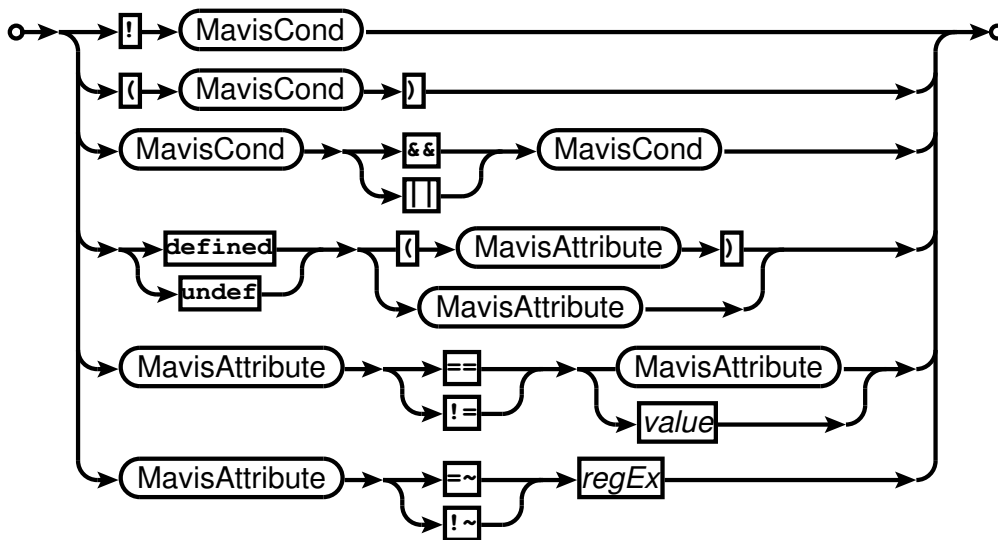 ! MavisCond
( MavisCond )
MavisCond && MavisCond
||
defined ( MavisAttribute )
undef MavisAttribute
MavisAttribute == MavisAttribute
!= value
MavisAttribute =~ regEx
!~